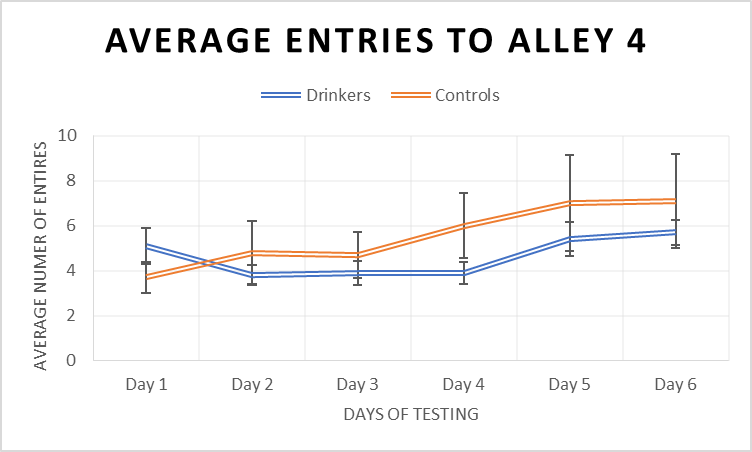 AVERAGE ENTRIES TO ALLEY 4
Drinkers Controls
AVERAGE NUMER OF ENTIRES
10
8
6
4
2
0
Day 1 Day 2 Day 3 Day 4 Day 5 Day 6
DAYS OF TESTING